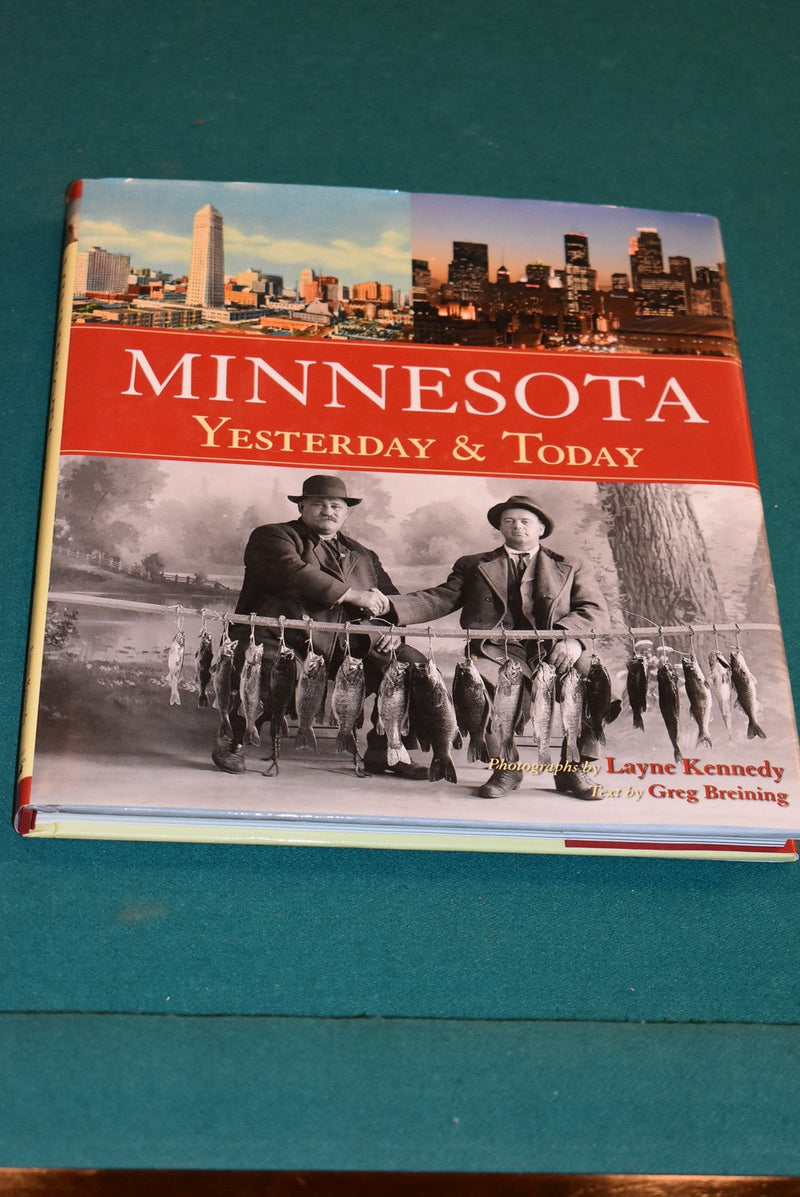 MINNESOTA
YESTERDAY & TODAY
Photographs by Layne Kennedy
Text by Greg Breining